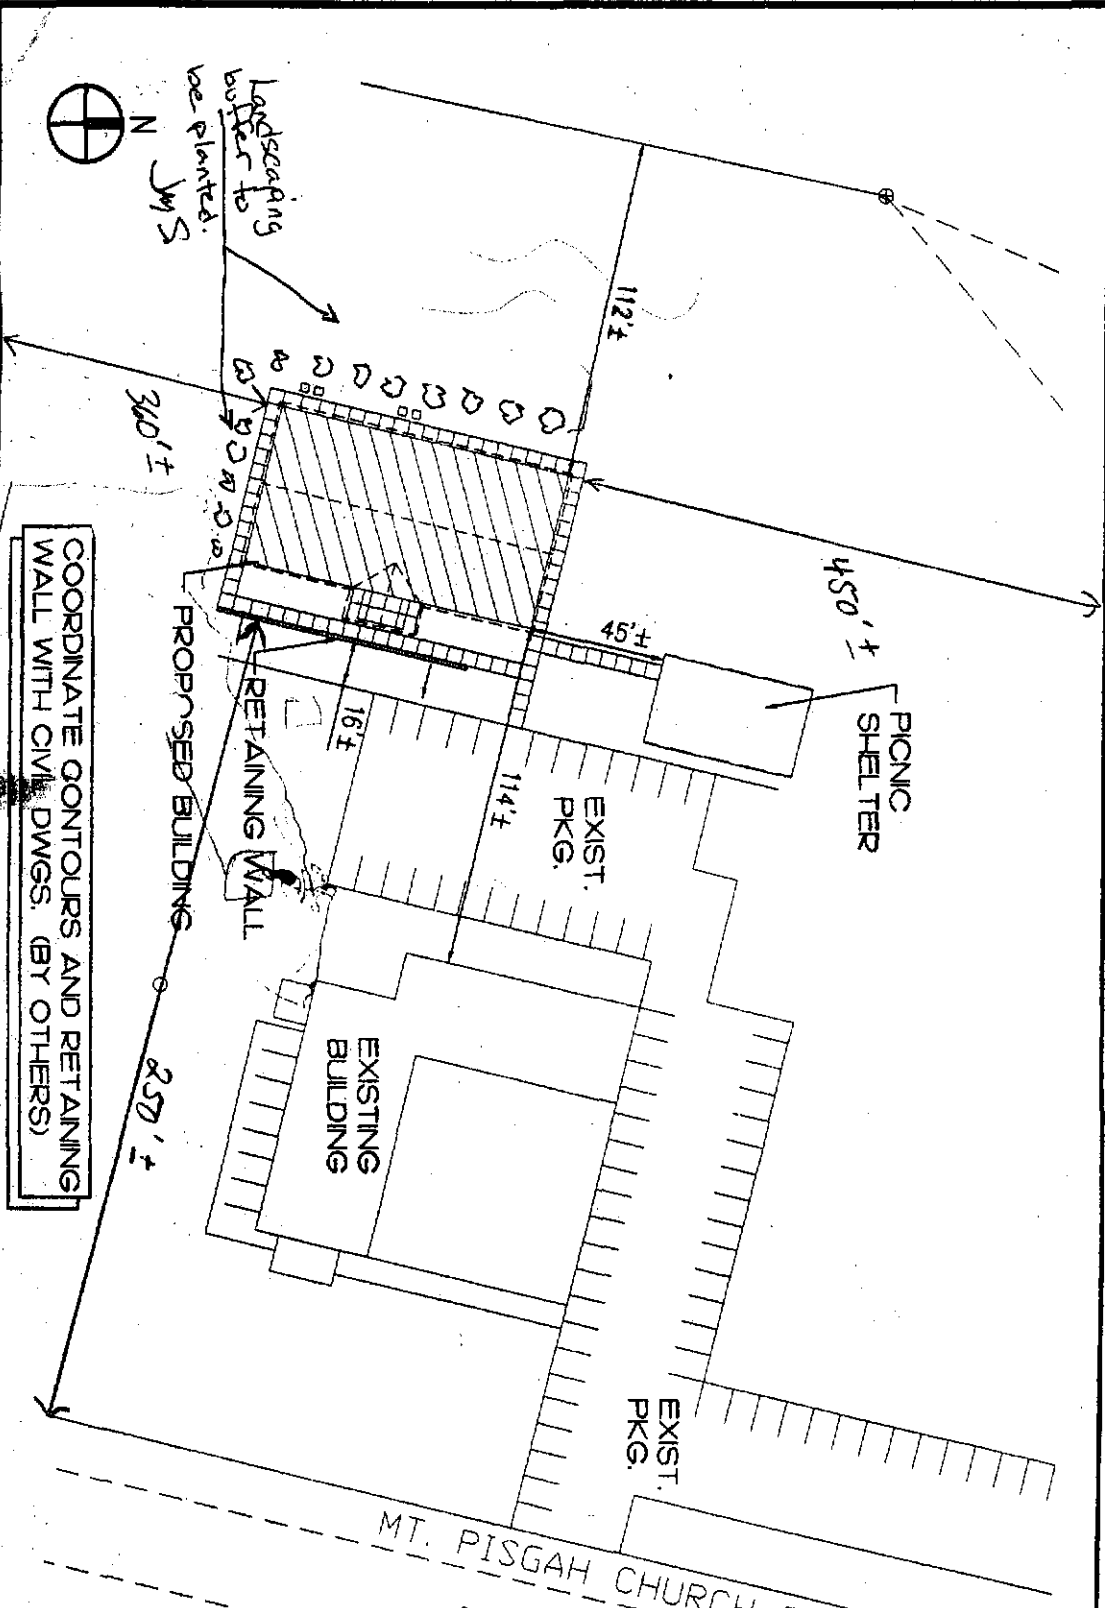 Landscaping
buffer to
be planted.
JMS
N
112'±
450'±
360'±
45'±
PICNIC
SHELTER
16'±
114'±
EXIST.
PKG.
RETAINING WALL
PROPOSED BUILDING
EXISTING
BUILDING
250'±
EXIST.
PKG.
MT. PISGAH CHURCH
COORDINATE CONTOURS AND RETAINING
WALL WITH CIVIL DWGS. (BY OTHERS)